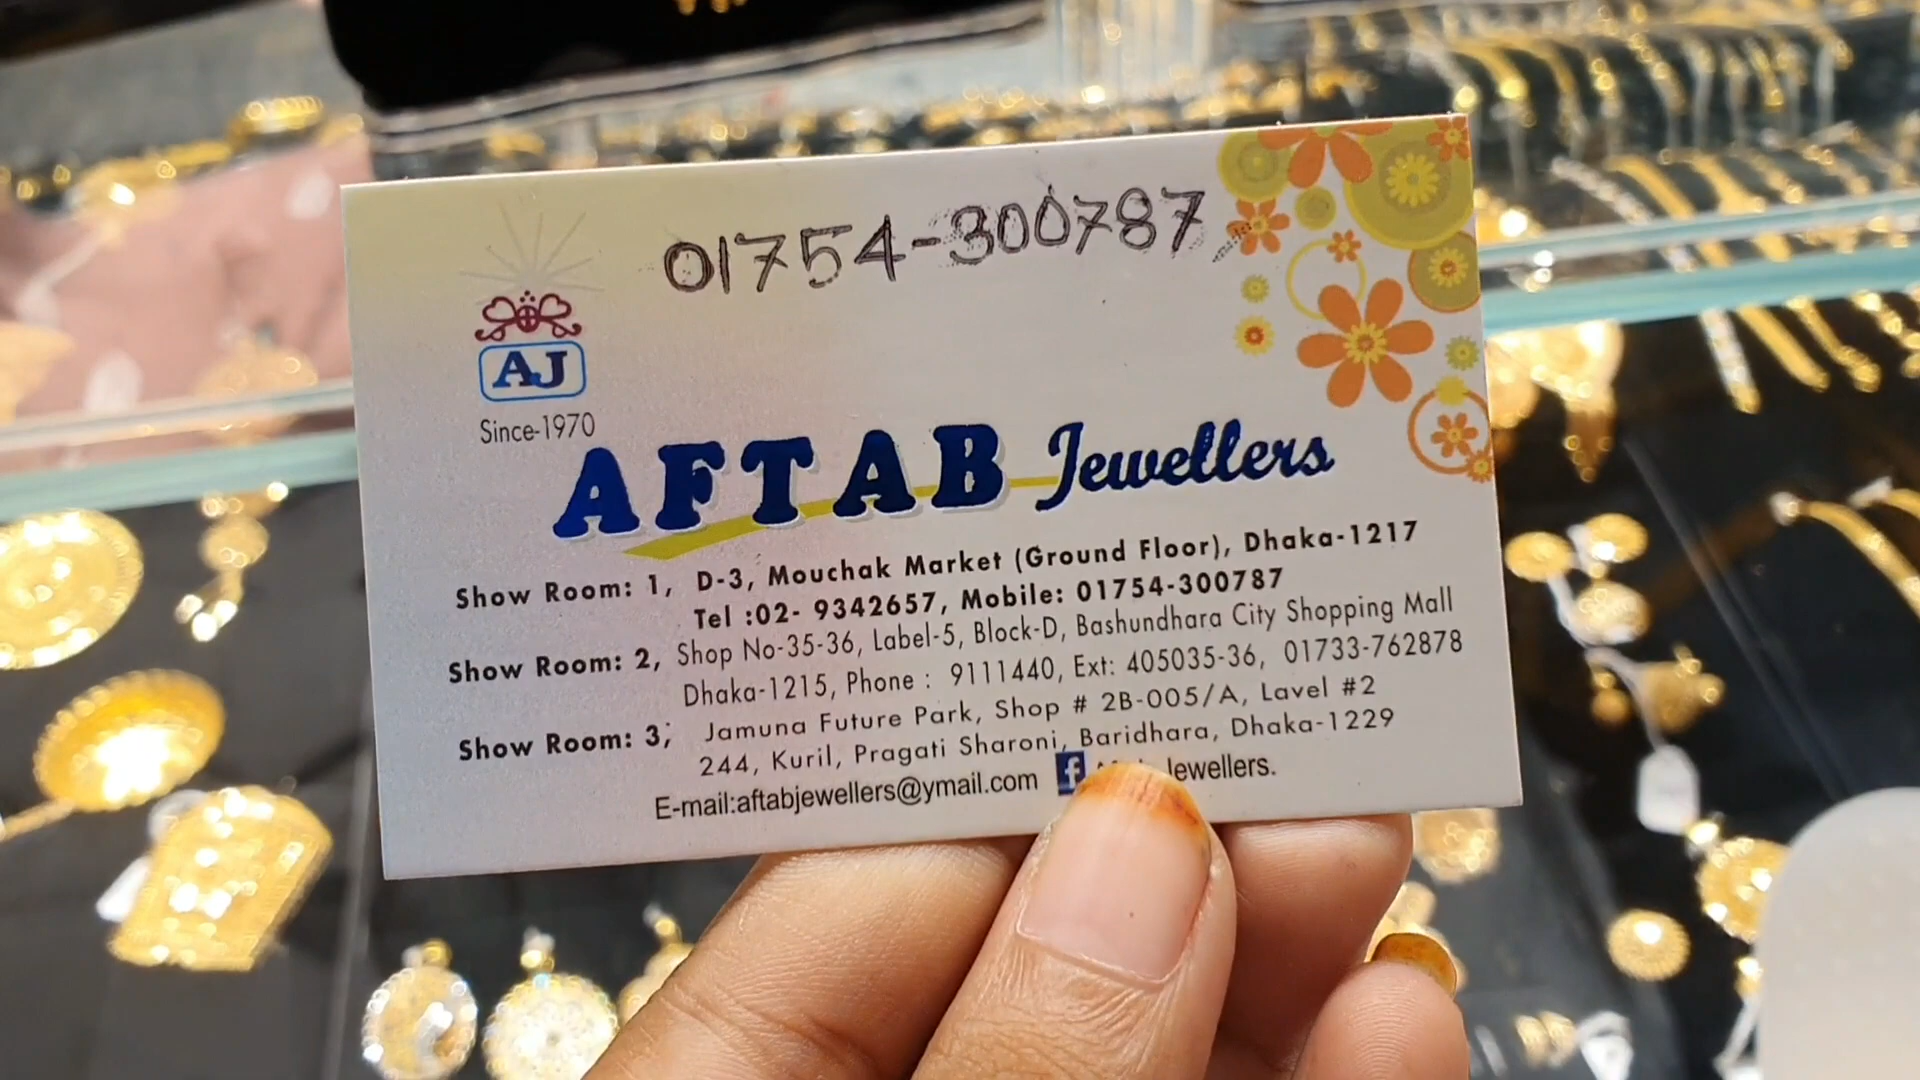 01754-300787
AJ
Since-1970
AFTAB Jewellers
Show Room: 1, D-3, Mouchak Market (Ground Floor), Dhaka-1217
Tel :02- 9342657, Mobile: 01754-300787
Show Room: 2, Shop No-35-36, Label-5, Block-D, Bashundhara City Shopping Mall
Dhaka-1215, Phone : 9111440, Ext: 405035-36, 01733-762878
Show Room: 3, Jamuna Future Park, Shop # 2B-005/A, Lavel #2
244, Kuril, Pragati Sharoni, Baridhara, Dhaka-1229
E-mail:aftabjewellers@ymail.com f Jewellers.